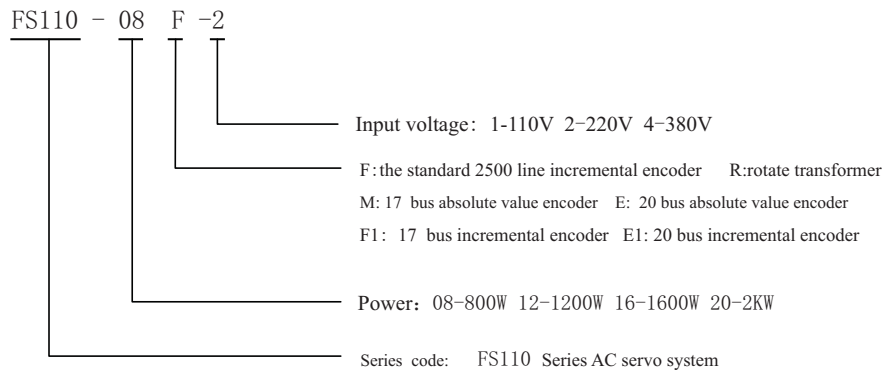 FS110 - 08 F -2
Input voltage: 1-110V 2-220V 4-380V
F:the standard 2500 line incremental encoder R:rotate transformer
M: 17 bus absolute value encoder E: 20 bus absolute value encoder
F1: 17 bus incremental encoder E1: 20 bus incremental encoder
Power: 08-800W 12-1200W 16-1600W 20-2KW
Series code: FS110 Series AC servo system